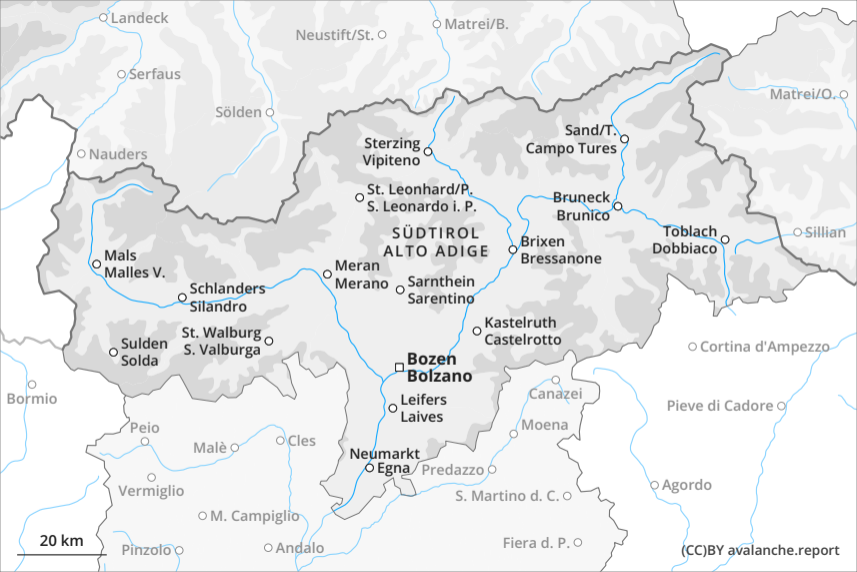 Landeck
Matrei/B.
Neustift/St.
Serfaus
Matrei/O.
Sölden
Nauders
Sand/T.
Campo Tures
Sterzing
Vipiteno
St. Leonhard/P.
S. Leonardo i. P.
Bruneck
Brunico
SÜDTIROL
ALTO ADIGE
Toblach
Dobbiaco
Sillian
Brixen
Bressanone
Mals
Malles V.
Meran
Merano
Sarnthein
Sarentino
Schlanders
Silandro
Kastelruth
Castelrotto
St. Walburg
S. Valburga
Sulden
Solda
Cortina d'Ampezzo
Bozen
Bolzano
Bormio
Canazei
Leifers
Laives
Pieve di Cadore
Peio
Moena
Cles
Malè
Neumarkt
Egna
Predazzo
Vermiglio
Agordo
S. Martino d. C.
M. Campiglio
20 km
Pinzolo
Andalo
Fiera d. P.
(CC)BY avalanche.report